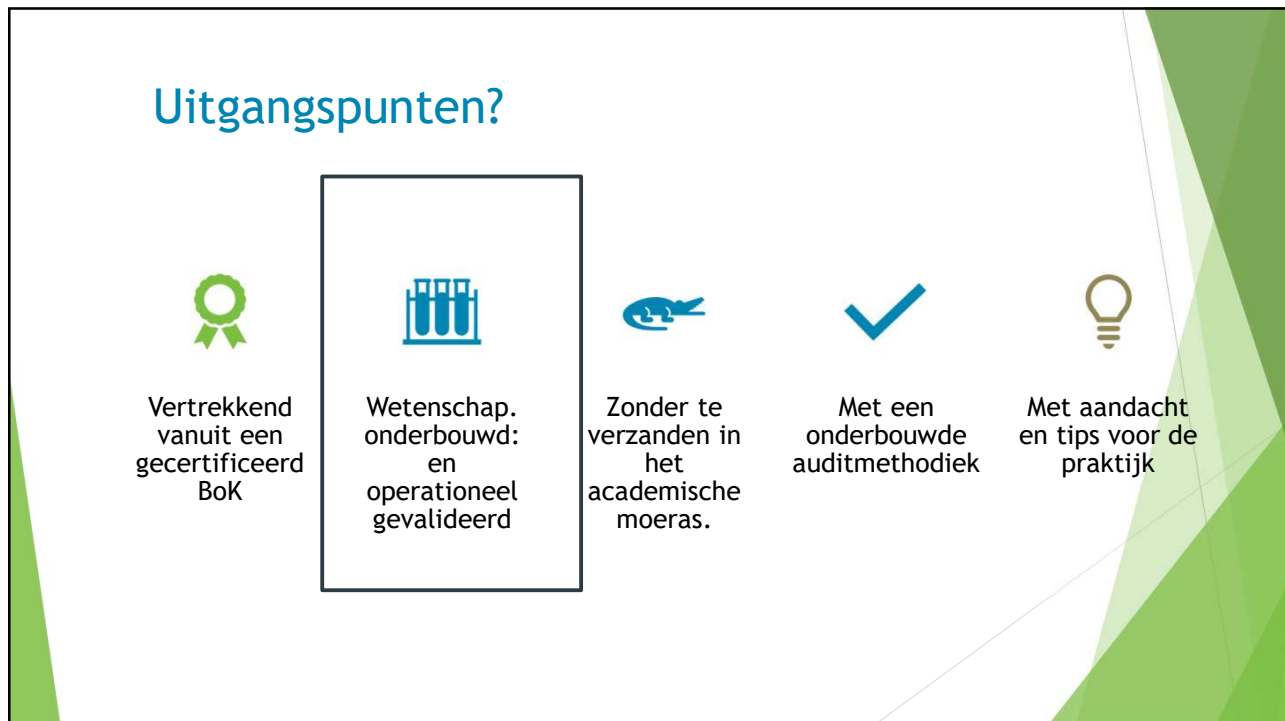 Uitgangspunten?
Vertrekkend
vanuit een
gecertificeerd
BoK
Wetenschap.
onderbouwd:
en
operationeel
gevalideerd
Zonder te
verzanden in
het
academische
moeras.
Met een
onderbouwde
auditmethodiek
Met aandacht
en tips voor de
praktijk